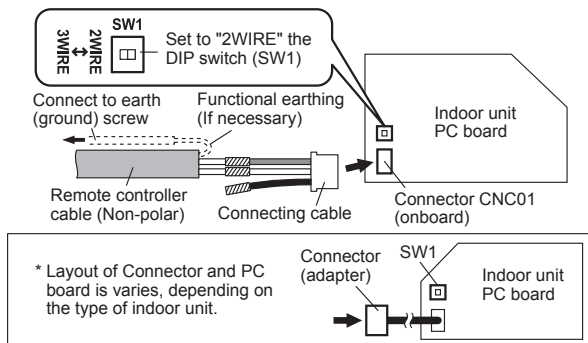 SW1
3WIRE ↔ 2WIRE
Set to "2WIRE" the
DIP switch (SW1)
Connect to earth
(ground) screw
Functional earthing
(If necessary)
Indoor unit
PC board
Remote controller
cable (Non-polar)
Connecting cable
Connector CNC01
(onboard)
* Layout of Connector and PC
board is varies, depending on
the type of indoor unit.
Connector
(adapter)
SW1
Indoor unit
PC board